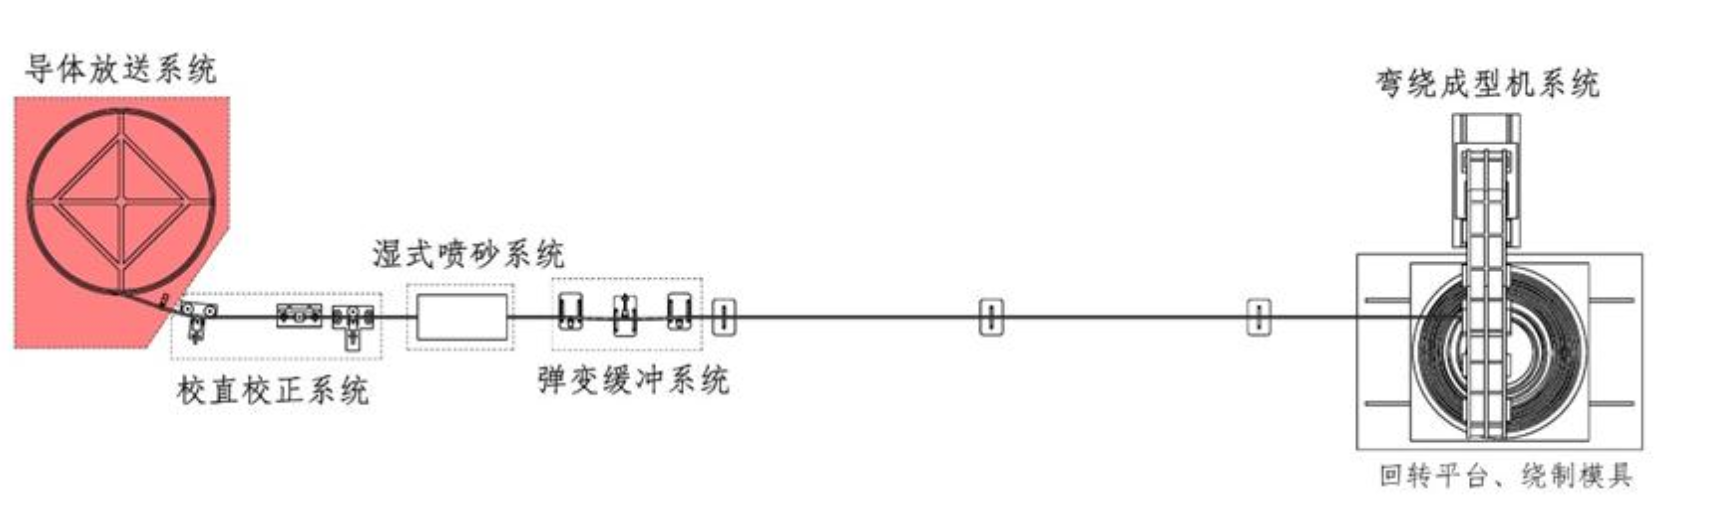 导体放送系统
弯绕成型机系统
湿式喷砂系统
校直校正系统
弹变缓冲系统
回转平台、绕制模具